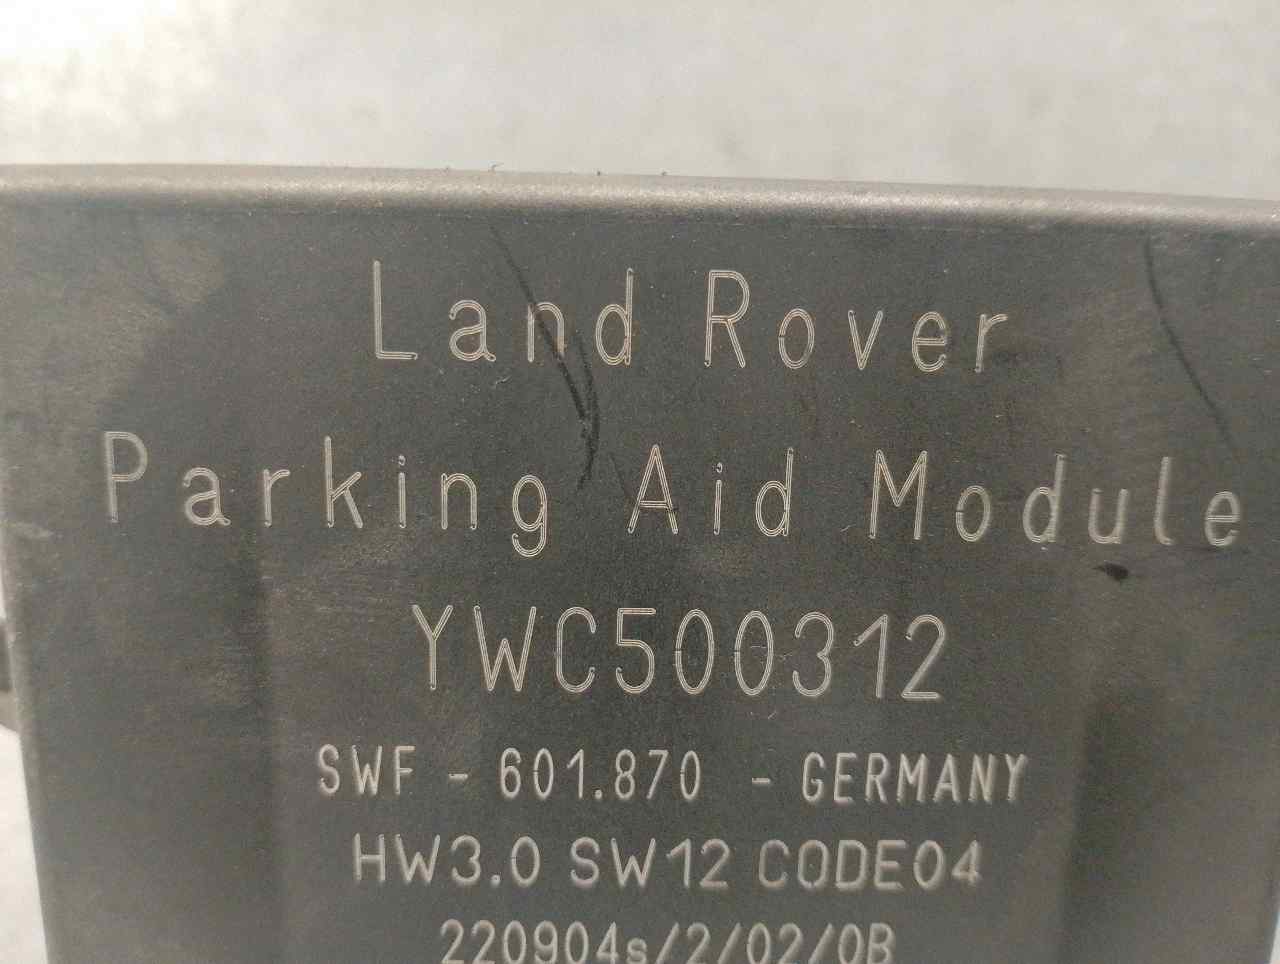 Land Rover
Parking Aid Module
YWC500312
SWF - 601.870 - GERMANY
HW3.0 SW12 CODE04
220904s/2/02/0B